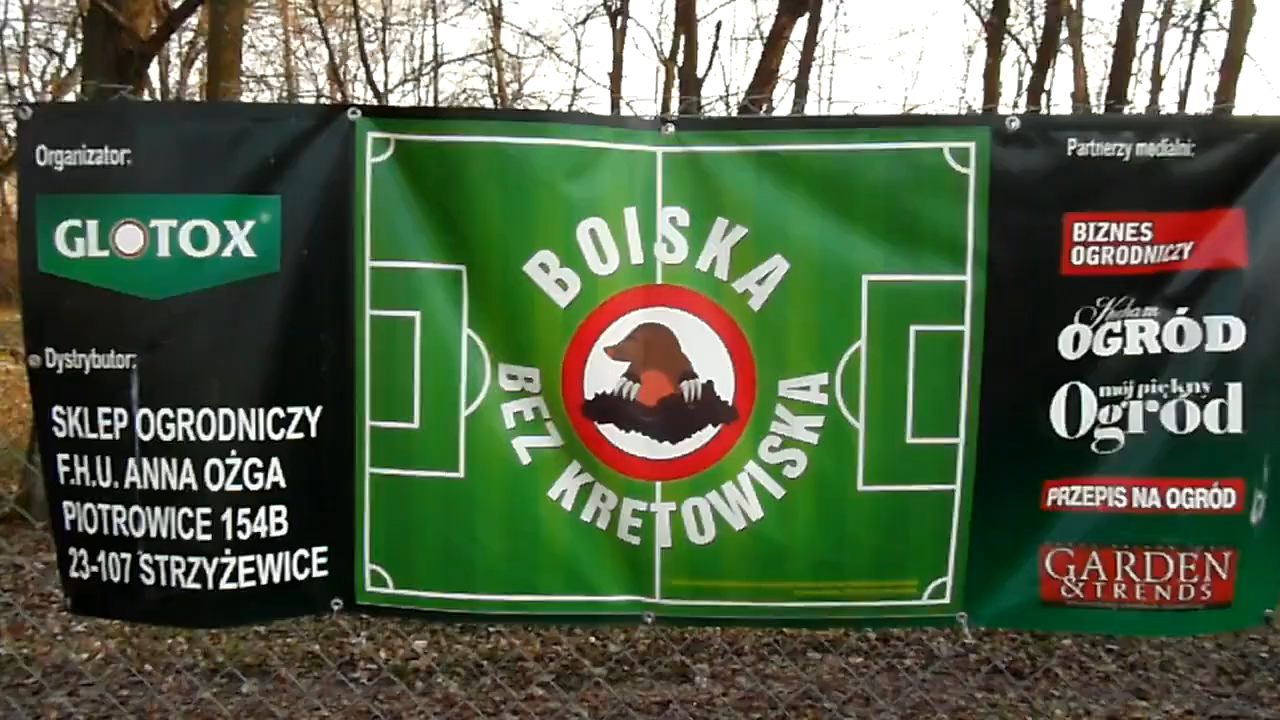 Organizator:
GLOTOX®
Dystrybutor:
SKLEP OGRODNICZY
F.H.U. ANNA OŻGA
PIOTROWICE 154B
23-107 STRZYŻEWICE
BOISKA
BEZ KRETOWISKA
Partnerzy medialni:
BIZNES
OGRODNICZY
Kocham
OGRÓD
mój piękny
Ogród
PRZEPIS NA OGRÓD
GARDEN
& TRENDS